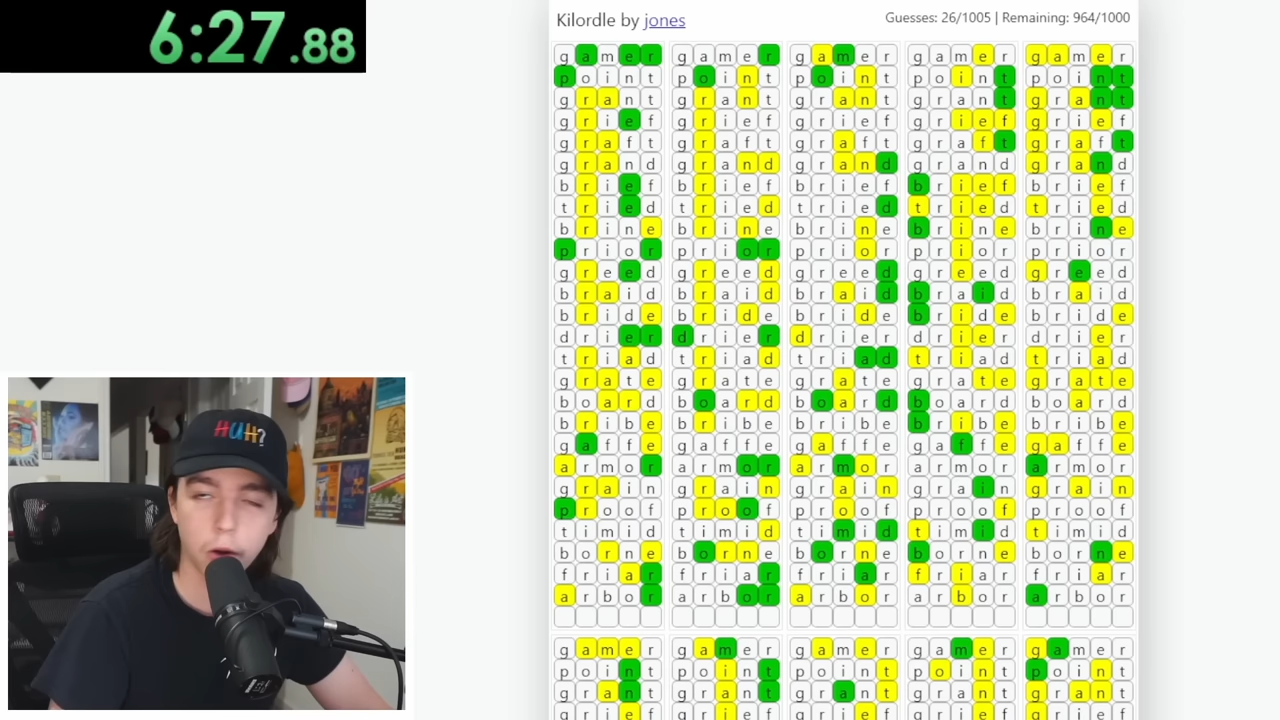 6:27.88
Kilordle by jones
Guesses: 26/1005 | Remaining: 964/1000
gamer gamer gamer gamer gamer
point point point point point
grant grant grant grant grant
grief grief grief grief grief
graft graft graft graft graft
grand grand grand grand grand
brief brief brief brief brief
tried tried tried tried tried
brine brine brine brine brine
prior prior prior prior prior
greed greed greed greed greed
braid braid braid braid braid
bride bride bride bride bride
drier drier drier drier drier
triad triad triad triad triad
grate grate grate grate grate
board board board board board
bribe bribe bribe bribe bribe
gaffe gaffe gaffe gaffe gaffe
armor armor armor armor armor
grain grain grain grain grain
proof proof proof proof proof
timid timid timid timid timid
borne borne borne borne borne
friar friar friar friar friar
arbor arbor arbor arbor arbor
gamer gamer gamer gamer gamer
point point point point point
grant grant grant grant grant
grief grief grief grief grief
HUH?